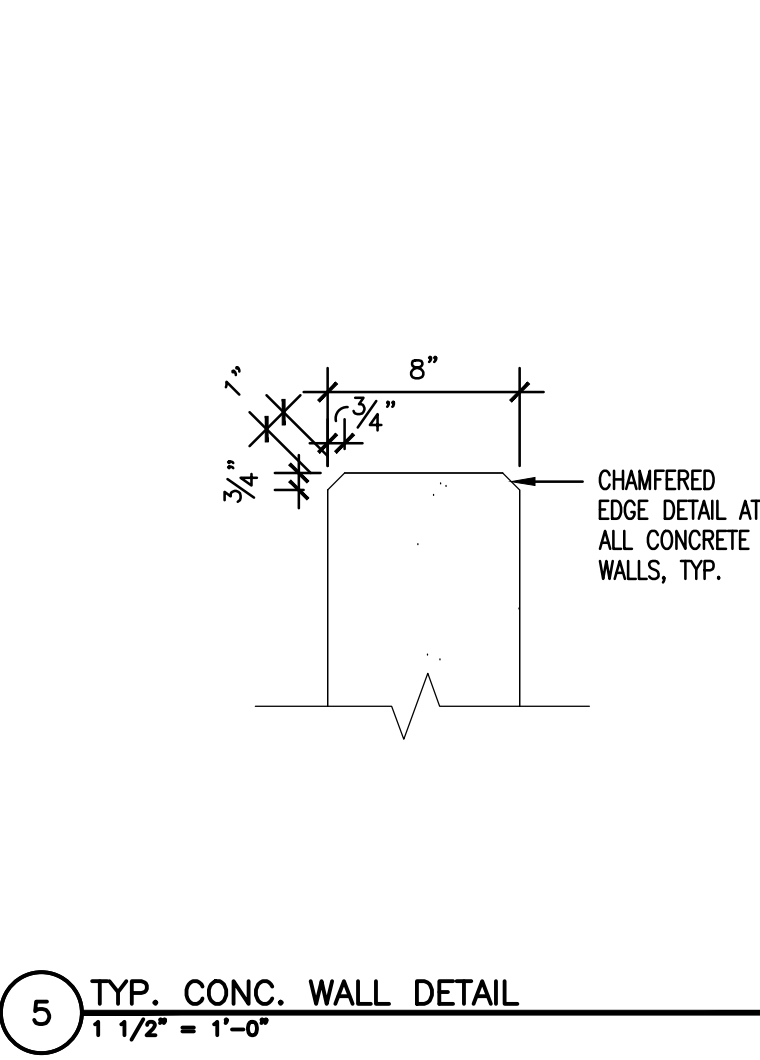 8”
1”
3/4”
3/4”
CHAMFERED
EDGE DETAIL AT
ALL CONCRETE
WALLS, TYP.
5
TYP. CONC. WALL DETAIL
1 1/2” = 1’-0”